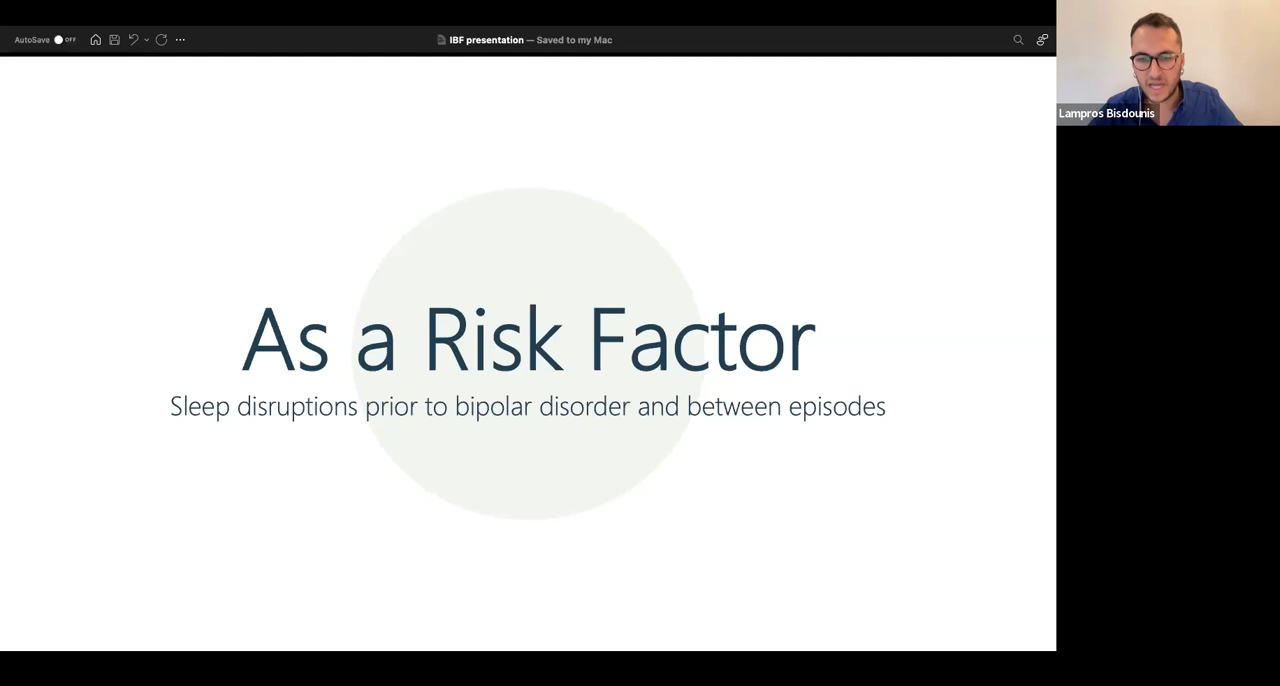 AutoSave OFF
IBF presentation — Saved to my Mac
Lampros Bisdounis
As a Risk Factor
Sleep disruptions prior to bipolar disorder and between episodes